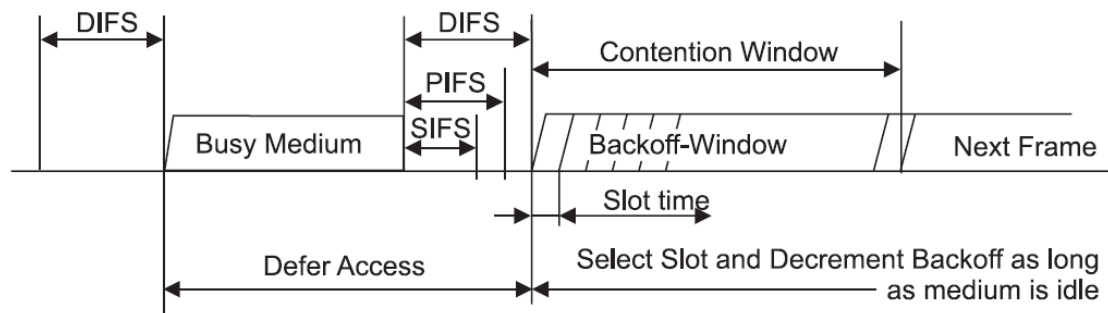 DIFS
DIFS
Contention Window
PIFS
SIFS
Busy Medium
Backoff-Window
Next Frame
Slot time
Defer Access
Select Slot and Decrement Backoff as long
as medium is idle